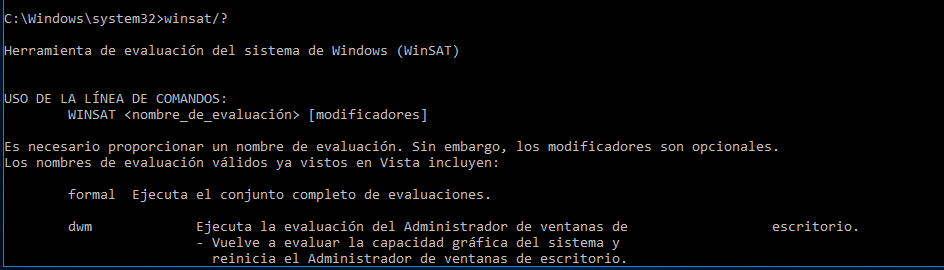 C:\Windows\system32>winsat/?
Herramienta de evaluación del sistema de Windows (WinSAT)
USO DE LA LÍNEA DE COMANDOS:
WINSAT <nombre_de_evaluación> [modificadores]
Es necesario proporcionar un nombre de evaluación. Sin embargo, los modificadores son opcionales.
Los nombres de evaluación válidos ya vistos en Vista incluyen:
formal  Ejecuta el conjunto completo de evaluaciones.
dwm  Ejecuta la evaluación del Administrador de ventanas de  escritorio.
- Vuelve a evaluar la capacidad gráfica del sistema y
reinicia el Administrador de ventanas de escritorio.